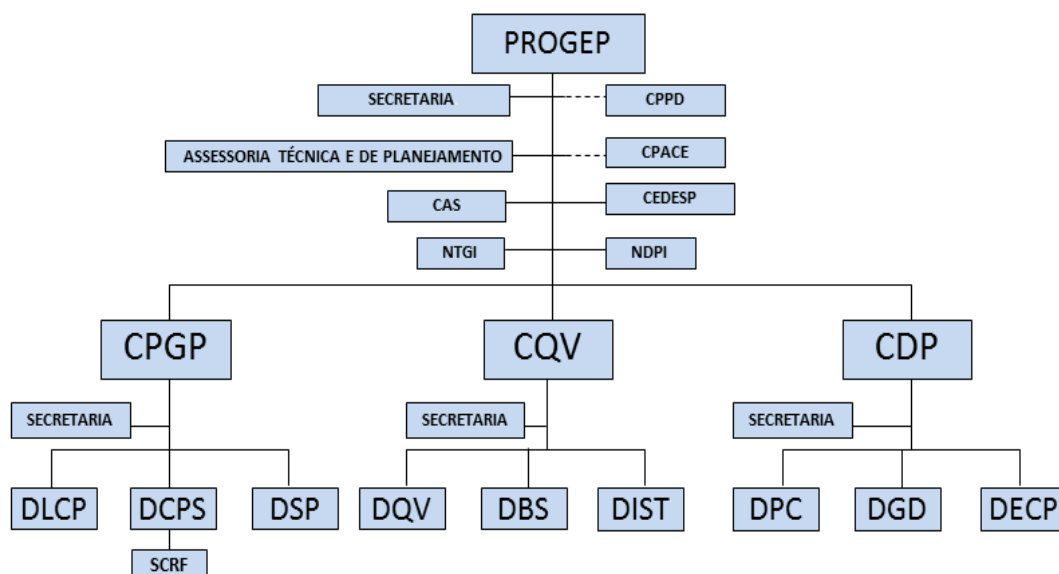 PROGEP
SECRETARIA
CPPD
ASSESSORIA TÉCNICA E DE PLANEJAMENTO
CPACE
CAS
CEDESP
NTGI
NDPI
CPGP
CQV
CDP
SECRETARIA
SECRETARIA
SECRETARIA
DLCP
DCPS
DSP
DQV
DBS
DIST
DPC
DGD
DECP
SCRF